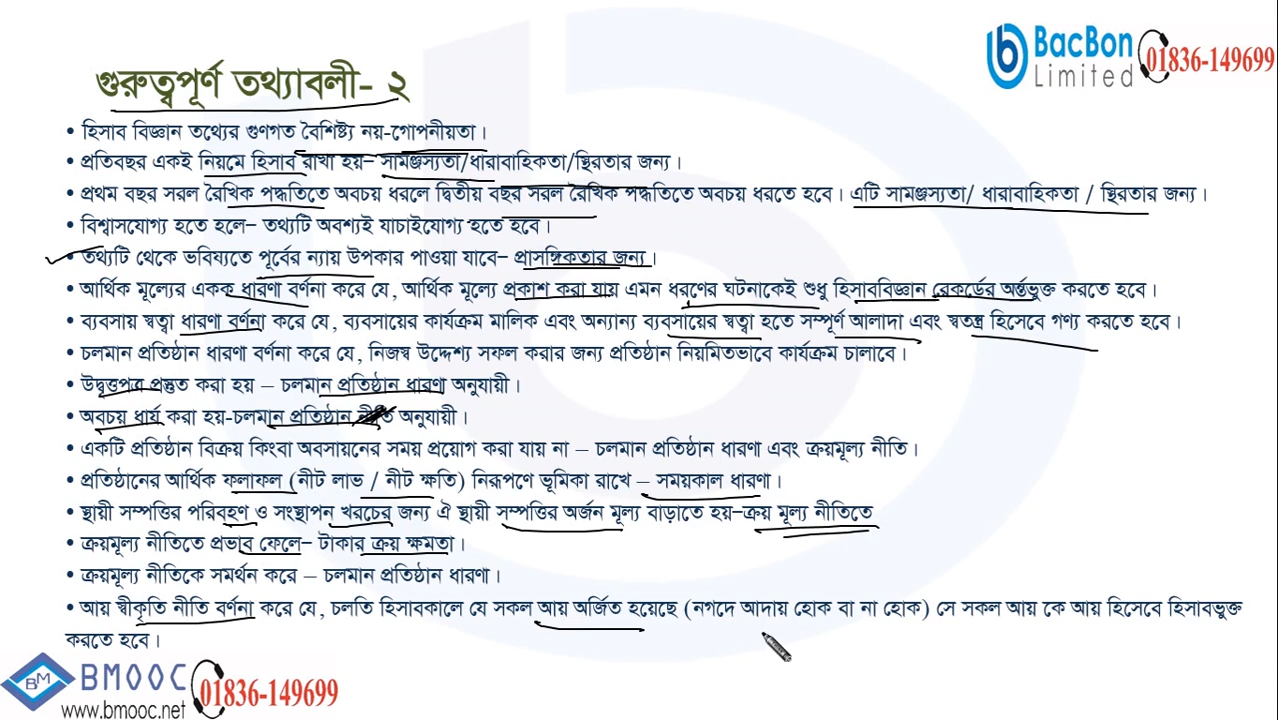 BacBon
Limited
01836-149699
গুরুত্বপূর্ণ তথ্যাবলী- ২
• হিসাব বিজ্ঞান তথ্যের গুণগত বৈশিষ্ট্য নয়-গোপনীয়তা।
• প্রতিবছর একই নিয়মে হিসাব রাখা হয়– সামঞ্জস্যতা/ধারাবাহিকতা/স্থিরতার জন্য।
• প্রথম বছর সরল রৈখিক পদ্ধতিতে অবচয় ধরলে দ্বিতীয় বছর সরল রৈখিক পদ্ধতিতে অবচয় ধরতে হবে। এটি সামঞ্জস্যতা/ ধারাবাহিকতা / স্থিরতার জন্য।
• বিশ্বাসযোগ্য হতে হলে– তথ্যটি অবশ্যই যাচাইযোগ্য হতে হবে।
• তথ্যটি থেকে ভবিষ্যতে পূর্বের ন্যায় উপকার পাওয়া যাবে– প্রাসঙ্গিকতার জন্য।
• আর্থিক মূল্যের একক ধারণা বর্ণনা করে যে, আর্থিক মূল্যে প্রকাশ করা যায় এমন ধরণের ঘটনাকেই শুধু হিসাববিজ্ঞান রেকর্ডের অর্ন্তভুক্ত করতে হবে।
• ব্যবসায় স্বত্বা ধারণা বর্ণনা করে যে, ব্যবসায়ের কার্যক্রম মালিক এবং অন্যান্য ব্যবসায়ের স্বত্বা হতে সম্পূর্ণ আলাদা এবং স্বতন্ত্র হিসেবে গণ্য করতে হবে।
• চলমান প্রতিষ্ঠান ধারণা বর্ণনা করে যে, নিজস্ব উদ্দেশ্য সফল করার জন্য প্রতিষ্ঠান নিয়মিতভাবে কার্যক্রম চালাবে।
• উদ্বৃত্তপত্র প্রস্তুত করা হয় – চলমান প্রতিষ্ঠান ধারণা অনুযায়ী।
• অবচয় ধার্য করা হয়-চলমান প্রতিষ্ঠান নীতি অনুযায়ী।
• একটি প্রতিষ্ঠান বিক্রয় কিংবা অবসায়নের সময় প্রয়োগ করা যায় না – চলমান প্রতিষ্ঠান ধারণা এবং ক্রয়মূল্য নীতি।
• প্রতিষ্ঠানের আর্থিক ফলাফল (নীট লাভ / নীট ক্ষতি) নিরূপণে ভূমিকা রাখে – সময়কাল ধারণা।
• স্থায়ী সম্পত্তির পরিবহণ ও সংস্থাপন খরচের জন্য ঐ স্থায়ী সম্পত্তির অর্জন মূল্য বাড়াতে হয়–ক্রয় মূল্য নীতিতে
• ক্রয়মূল্য নীতিতে প্রভাব ফেলে– টাকার ক্রয় ক্ষমতা।
• ক্রয়মূল্য নীতিকে সমর্থন করে – চলমান প্রতিষ্ঠান ধারণা।
• আয় স্বীকৃতি নীতি বর্ণনা করে যে, চলতি হিসাবকালে যে সকল আয় অর্জিত হয়েছে (নগদে আদায় হোক বা না হোক) সে সকল আয় কে আয় হিসেবে হিসাবভুক্ত
করতে হবে।
BM BMOOC
01836-149699
www.bmooc.net